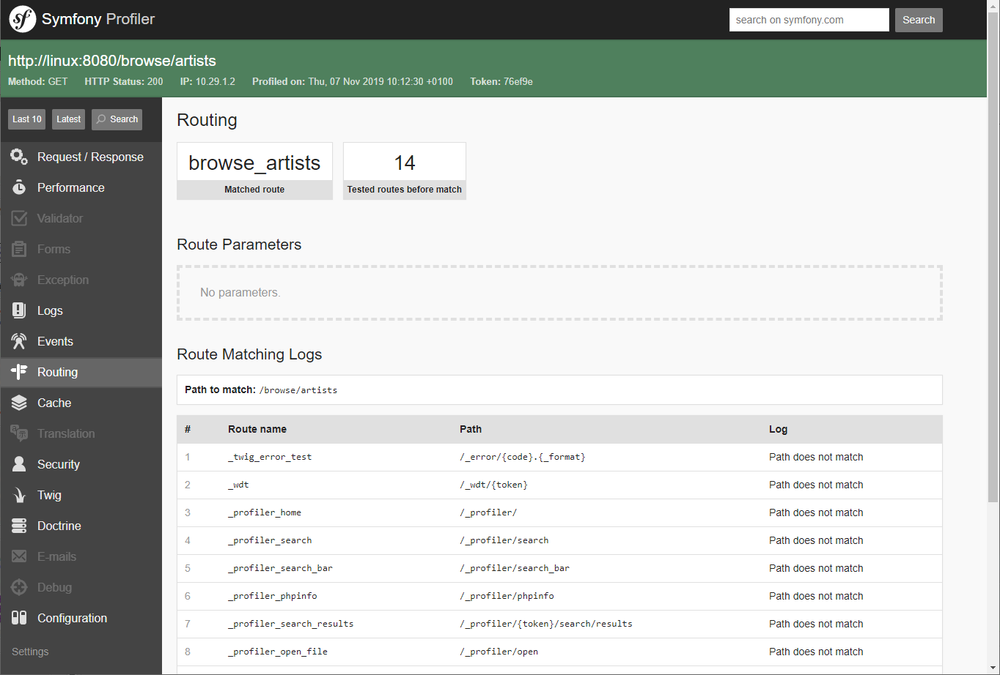 sf Symfony Profiler
search on symfony.com Search
http://linux:8080/browse/artists
Method: GET HTTP Status: 200 IP: 10.29.1.2 Profiled on: Thu, 07 Nov 2019 10:12:30 +0100 Token: 76ef9e
Last 10 Latest Search
Request / Response
Performance
Validator
Forms
Exception
Logs
Events
Routing
Cache
Translation
Security
Twig
Doctrine
E-mails
Debug
Configuration
Settings
Routing
browse_artists
Matched route
14
Tested routes before match
Route Parameters
No parameters.
Route Matching Logs
Path to match: /browse/artists
# Route name Path Log
1 _twig_error_test /_error/{code}.{_format} Path does not match
2 _wdt /_wdt/{token} Path does not match
3 _profiler_home /_profiler/ Path does not match
4 _profiler_search /_profiler/search Path does not match
5 _profiler_search_bar /_profiler/search_bar Path does not match
6 _profiler_phpinfo /_profiler/phpinfo Path does not match
7 _profiler_search_results /_profiler/{token}/search/results Path does not match
8 _profiler_open_file /_profiler/open Path does not match